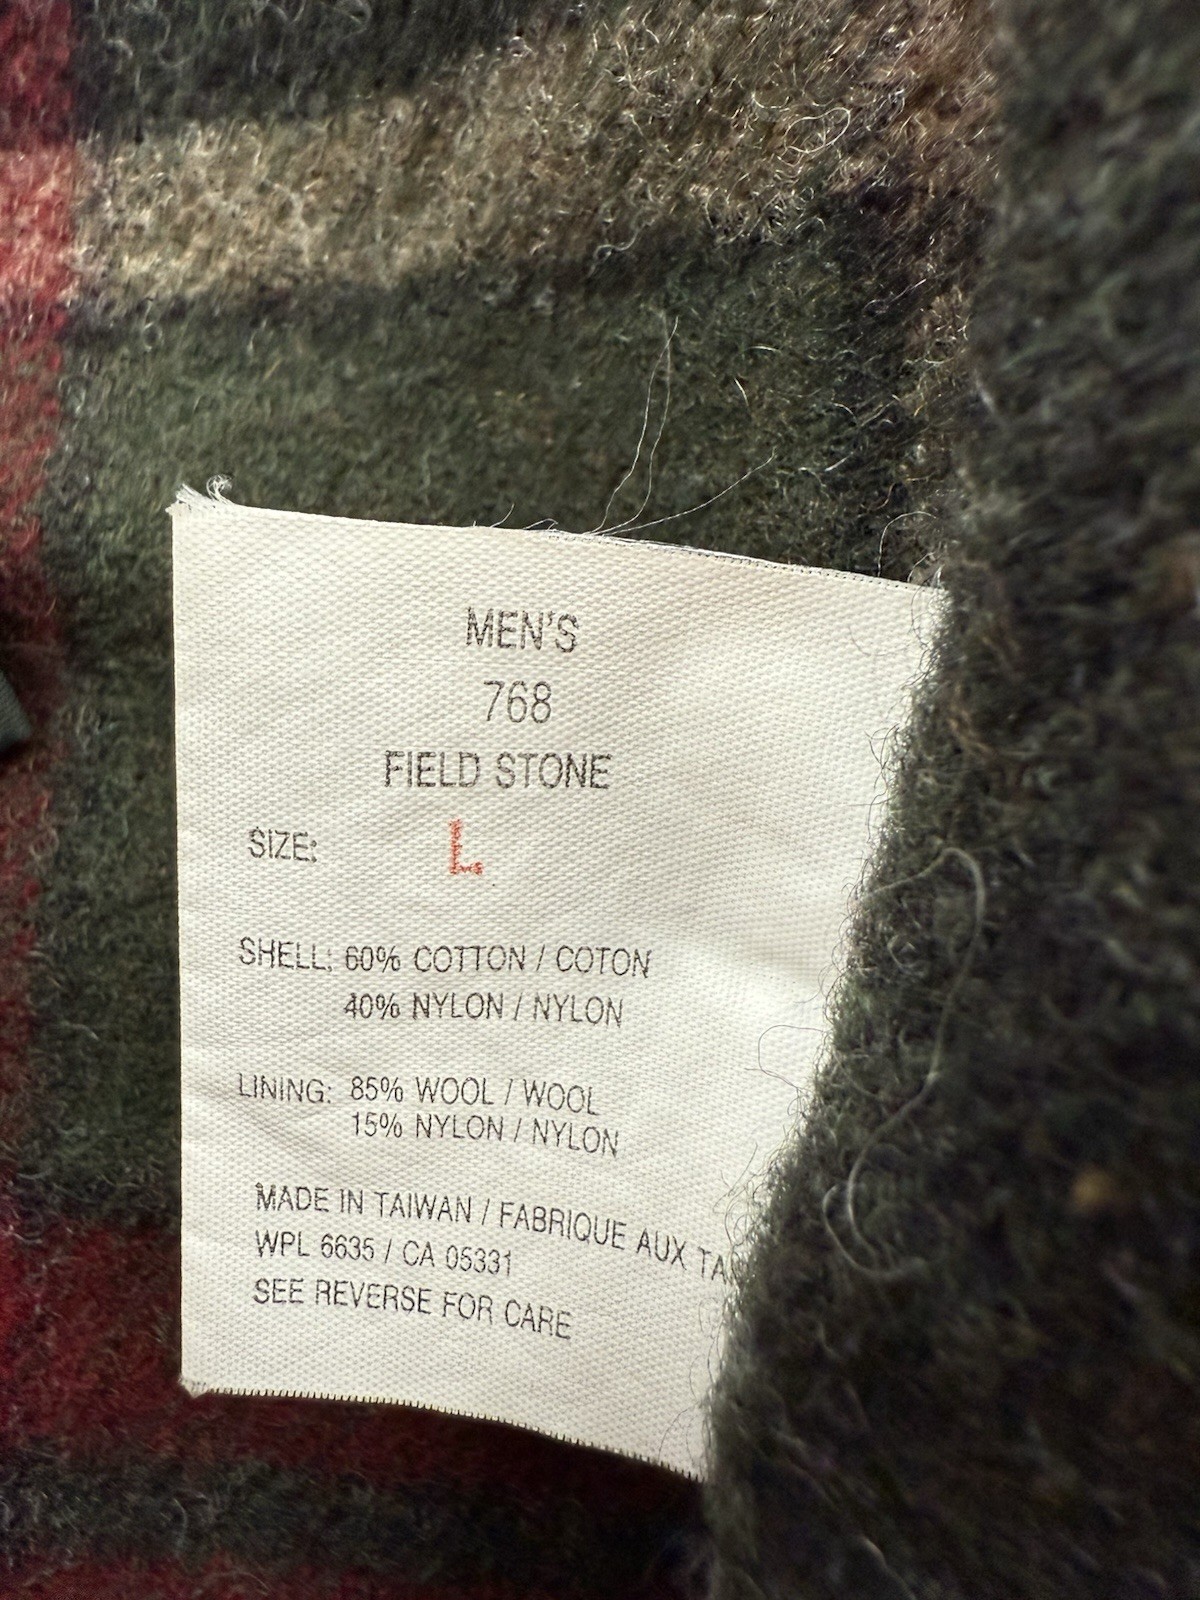 MEN'S
768
FIELD STONE
SIZE: L
SHELL: 60% COTTON / COTON
40% NYLON / NYLON
LINING: 85% WOOL / WOOL
15% NYLON / NYLON
MADE IN TAIWAN / FABRIQUE AUX TA
WPL 6635 / CA 05331
SEE REVERSE FOR CARE